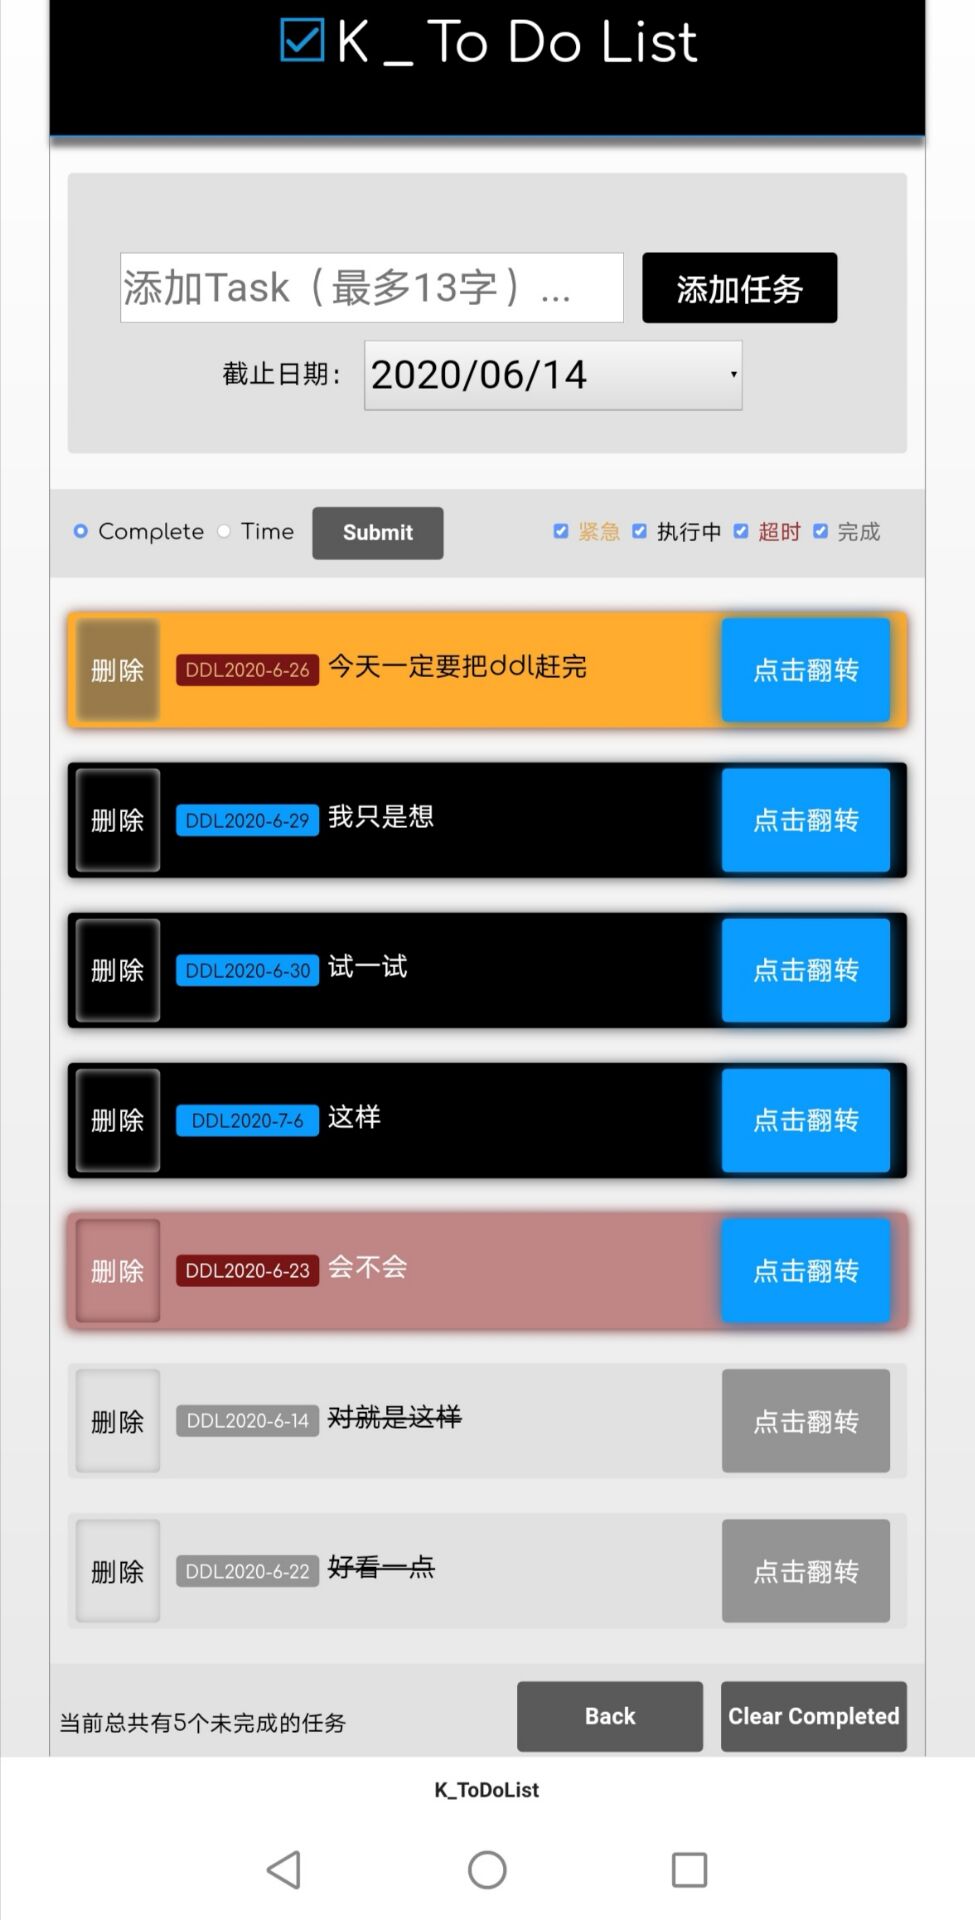 K_To Do List
添加Task（最多13字）...
添加任务
截止日期：
2020/06/14
Complete Time Submit 紧急 执行中 超时 完成
删除 DDL2020-6-26 今天一定要把ddl赶完 点击翻转
删除 DDL2020-6-29 我只是想 点击翻转
删除 DDL2020-6-30 试一试 点击翻转
删除 DDL2020-7-6 这样 点击翻转
删除 DDL2020-6-23 会不会 点击翻转
删除 DDL2020-6-14 对就是这样 点击翻转
删除 DDL2020-6-22 好看一点 点击翻转
当前总共有5个未完成的任务 Back Clear Completed
K_ToDoList